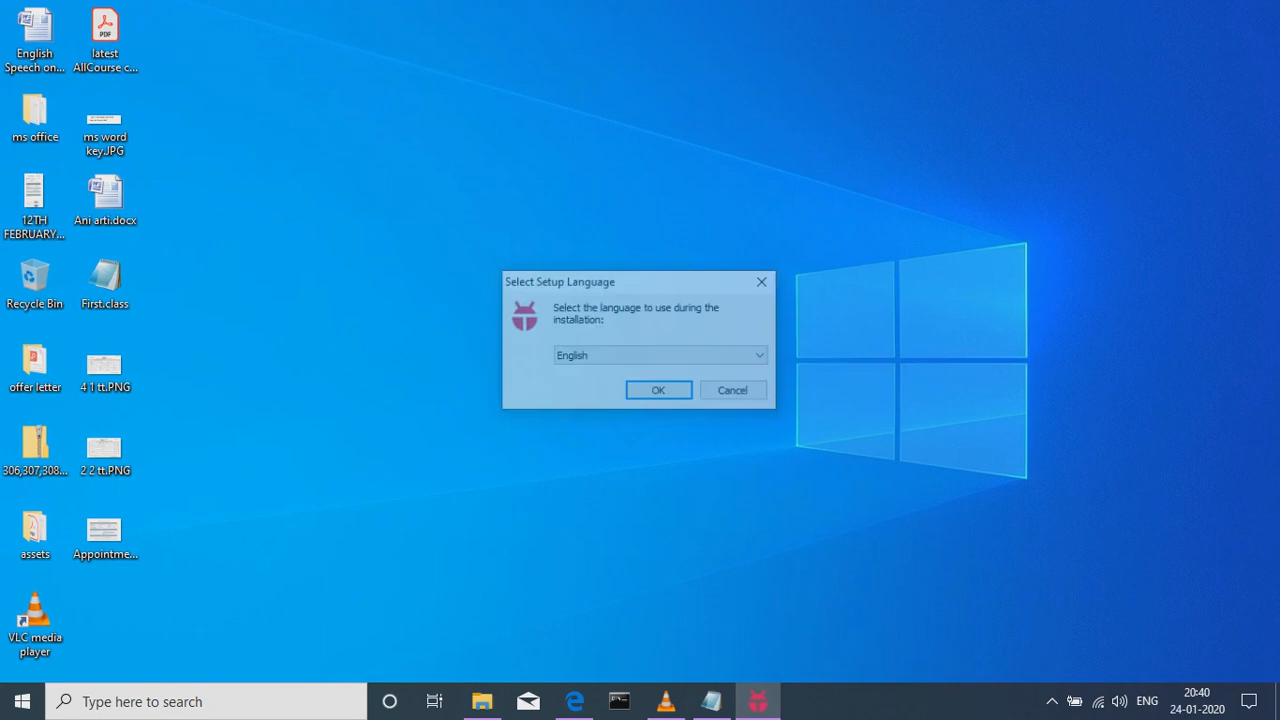 English
Speech on...
latest
AllCourse c...
ms office
ms word
key.JPG
12TH
FEBRUARY...
Ani arti.docx
Recycle Bin
First.class
offer letter
4 1 tt.PNG
306,307,308...
2 2 tt.PNG
assets
Appointme...
VLC media
player
PDF
Select Setup Language
Select the language to use during the
installation:
English
OK
Cancel
Type here to search
ENG
20:40
24-01-2020